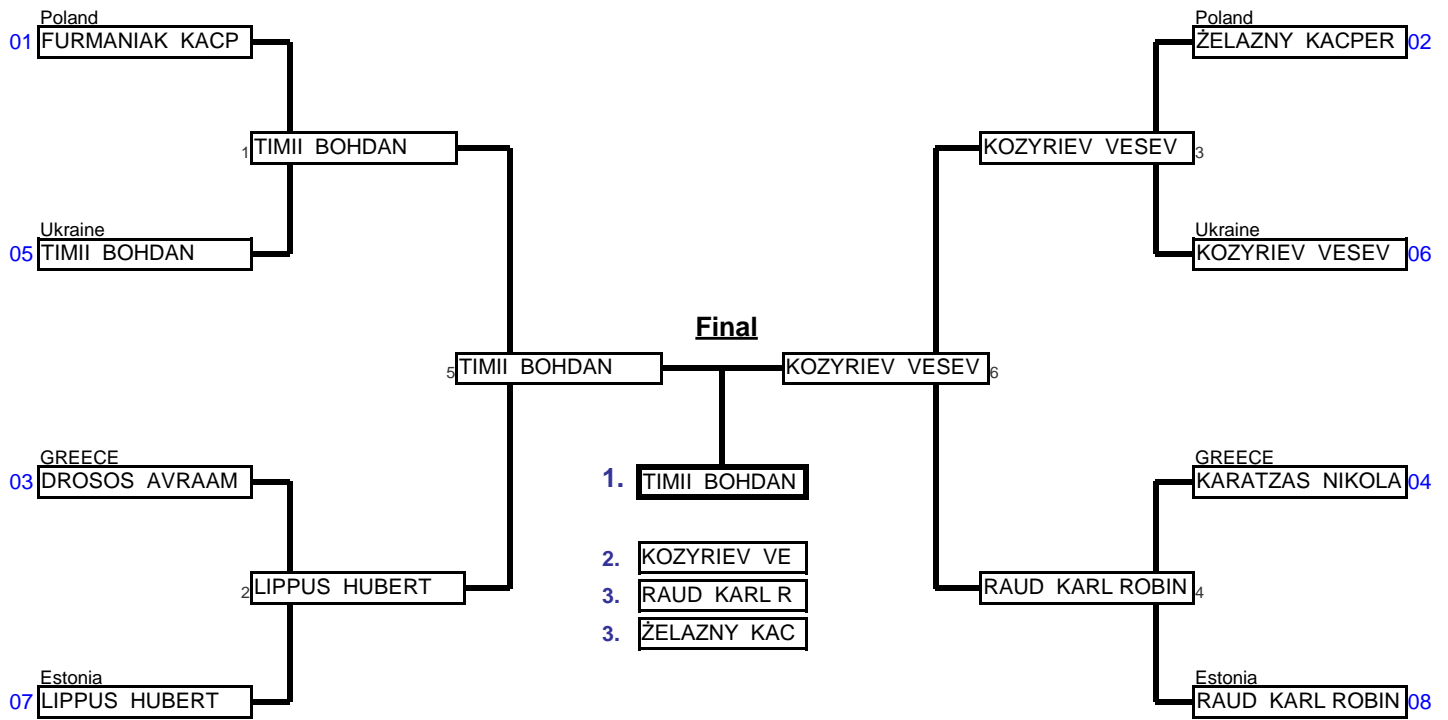 Poland
01 FURMANIAK KACP
1 TIMII BOHDAN
Ukraine
05 TIMII BOHDAN
5 TIMII BOHDAN
GREECE
03 DROSOS AVRAAM
2 LIPPUS HUBERT
Estonia
07 LIPPUS HUBERT
Final
1. TIMII BOHDAN
2. KOZYRIEV VE
3. RAUD KARL R
3. ŻELAZNY KAC
Poland
ŻELAZNY KACPER 02
KOZYRIEV VESEV 3
Ukraine
KOZYRIEV VESEV 06
KOZYRIEV VESEV 6
GREECE
KARATZAS NIKOLA 04
RAUD KARL ROBIN 4
Estonia
RAUD KARL ROBIN 08